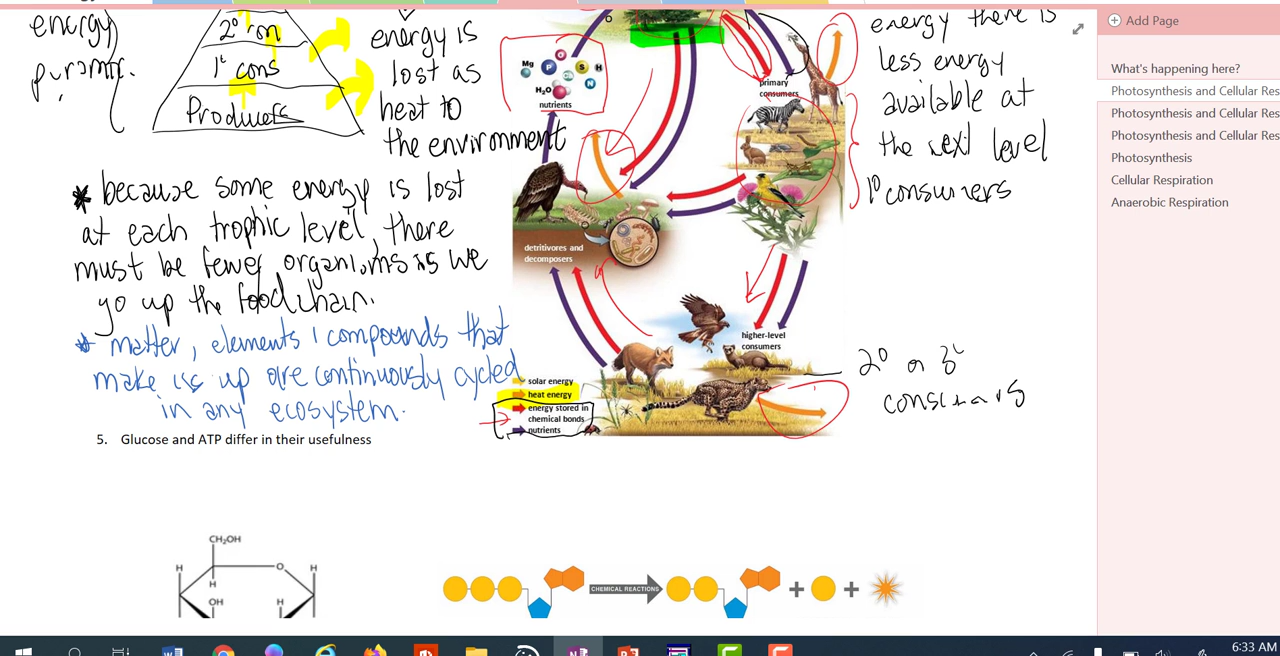 energy
pyramid
2° con
1° cons
Producers
energy is
lost as
heat to
the environment
* because some energy is lost
at each trophic level, there
must be fewer organisms as we
go up the food chain.
* matter, elements, compounds that
make us up are continuously cycled
in any ecosystem.
Mg
P
O
S
H
N
H₂O
nutrients
primary
consumers
detritivores and
decomposers
higher-level
consumers
solar energy
heat energy
energy stored in
chemical bonds
nutrients
energy there is
less energy
available at
the next level
1° consumers
2° or 3°
consumers
5. Glucose and ATP differ in their usefulness
CH₂OH
H
O
H
H
OH
H
CHEMICAL REACTIONS
+
+
Add Page
What's happening here?
Photosynthesis and Cellular Res
Photosynthesis and Cellular Res
Photosynthesis and Cellular Res
Photosynthesis
Cellular Respiration
Anaerobic Respiration
6:33 AM